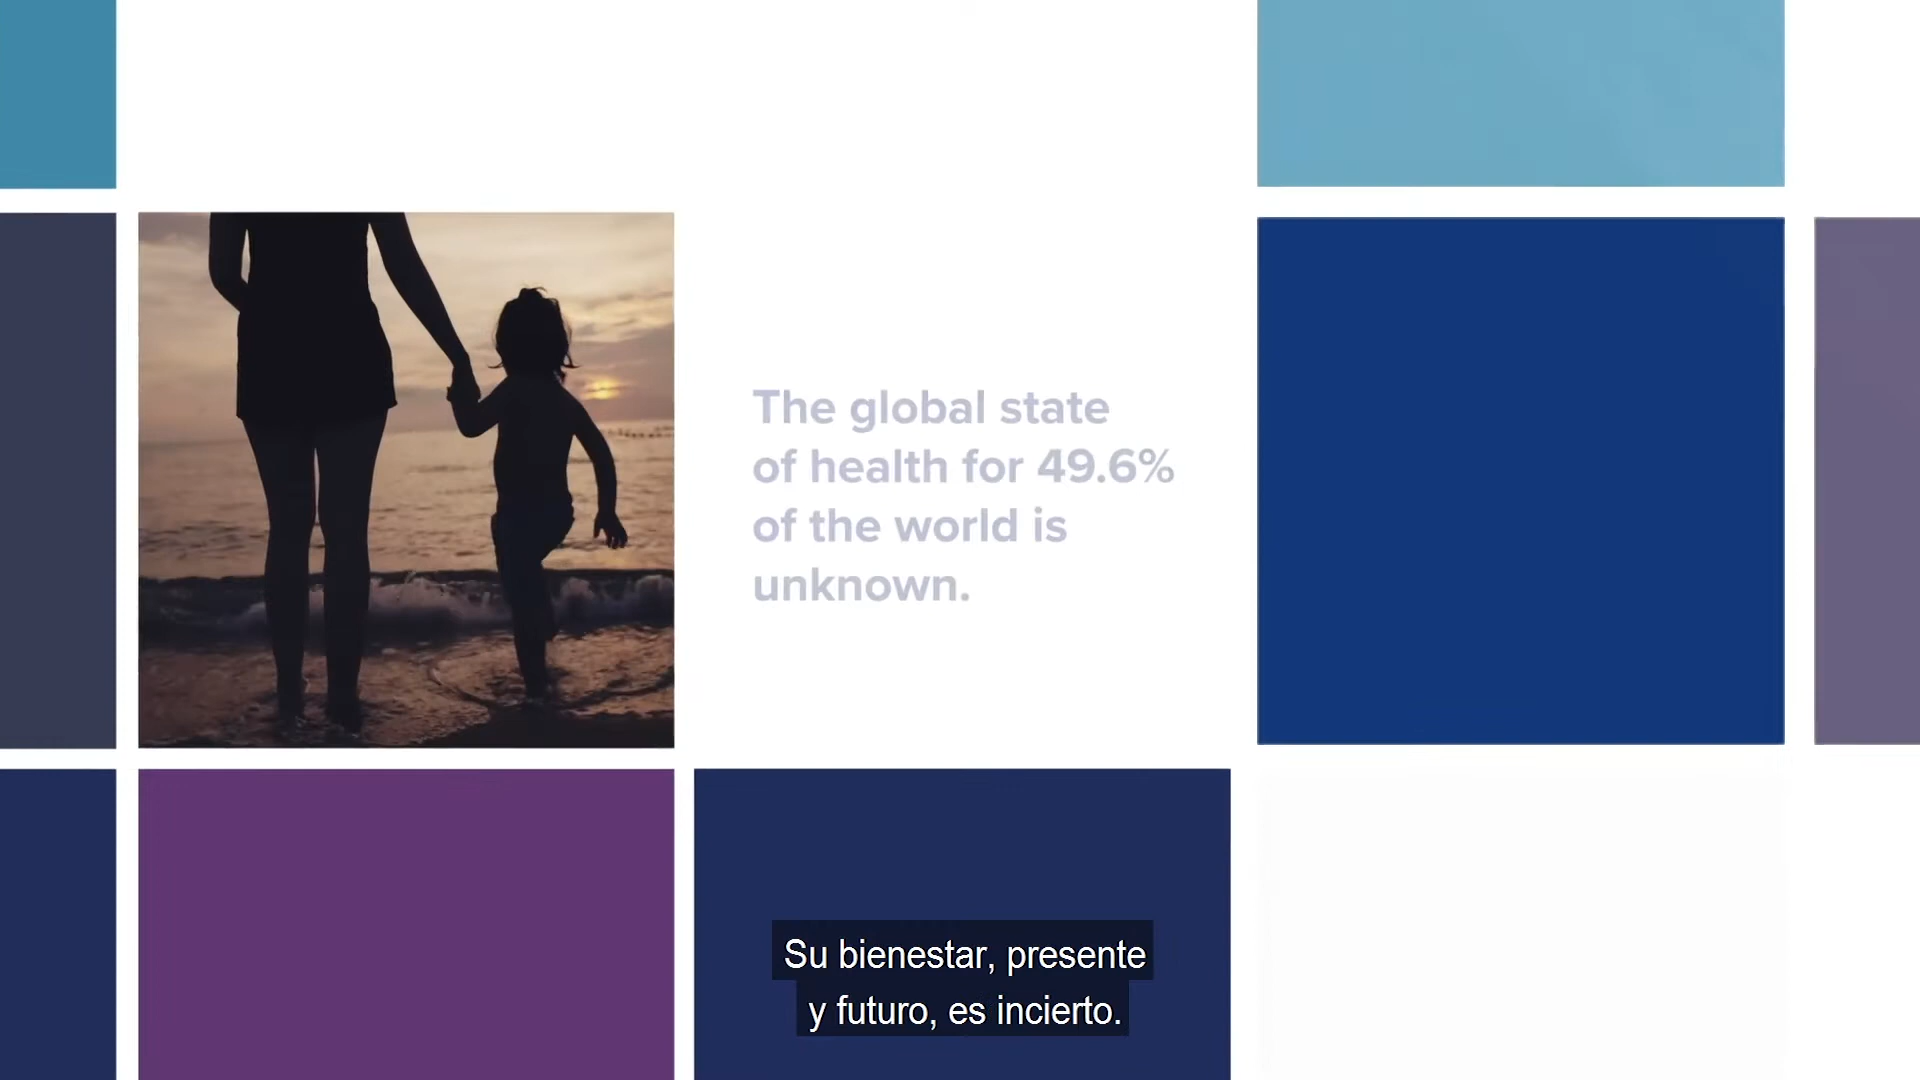 The global state
of health for 49.6%
of the world is
unknown.
Su bienestar, presente
y futuro, es incierto.